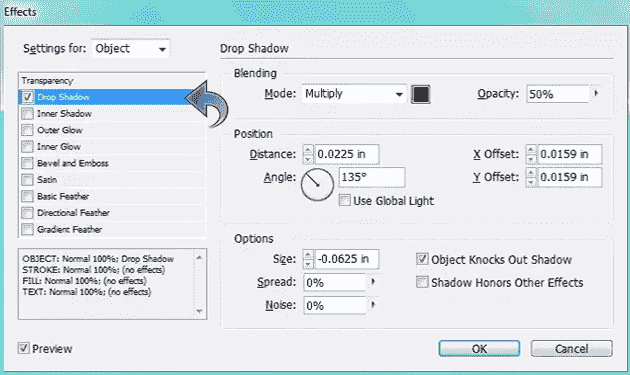 Effects
Settings for: Object
Drop Shadow
Transparency
Drop Shadow
Inner Shadow
Outer Glow
Inner Glow
Bevel and Emboss
Satin
Basic Feather
Directional Feather
Gradient Feather
OBJECT: Normal 100%; Drop Shadow
STROKE: Normal 100%; (no effects)
FILL: Normal 100%; (no effects)
TEXT: Normal 100%; (no effects)
Preview
Blending
Mode: Multiply Opacity: 50%
Position
Distance: 0.0225 in X Offset: 0.0159 in
Angle: 135° Y Offset: 0.0159 in
Use Global Light
Options
Size: -0.0625 in Object Knocks Out Shadow
Spread: 0% Shadow Honors Other Effects
Noise: 0%
OK Cancel